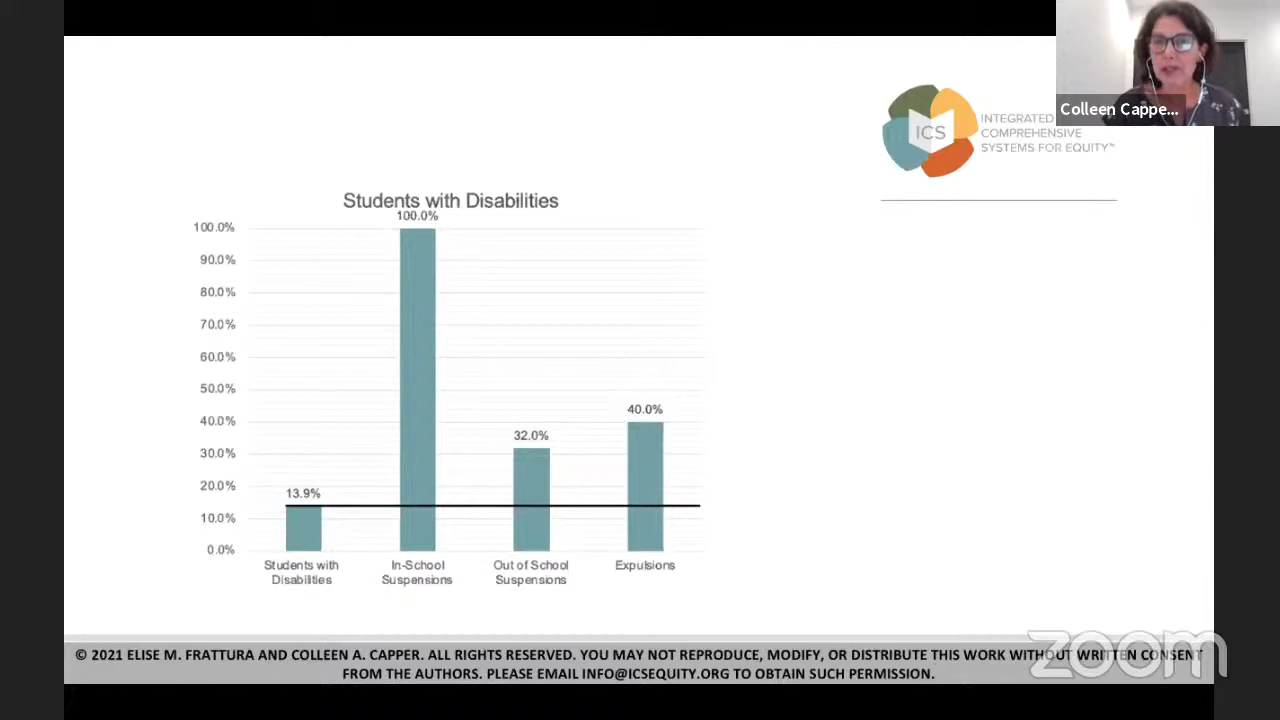 Colleen Cappe...
ICS
INTEGRATED
COMPREHENSIVE
SYSTEMS FOR EQUITY™
Students with Disabilities
100.0%
100.0%
90.0%
80.0%
70.0%
60.0%
50.0%
40.0%
30.0%
20.0%
10.0%
0.0%
13.9%
32.0%
40.0%
Students with
Disabilities
In-School
Suspensions
Out of School
Suspensions
Expulsions
© 2021 ELISE M. FRATTURA AND COLLEEN A. CAPPER. ALL RIGHTS RESERVED. YOU MAY NOT REPRODUCE, MODIFY, OR DISTRIBUTE THIS WORK WITHOUT WRITTEN CONSENT
FROM THE AUTHORS. PLEASE EMAIL INFO@ICSEQUITY.ORG TO OBTAIN SUCH PERMISSION.
zoom